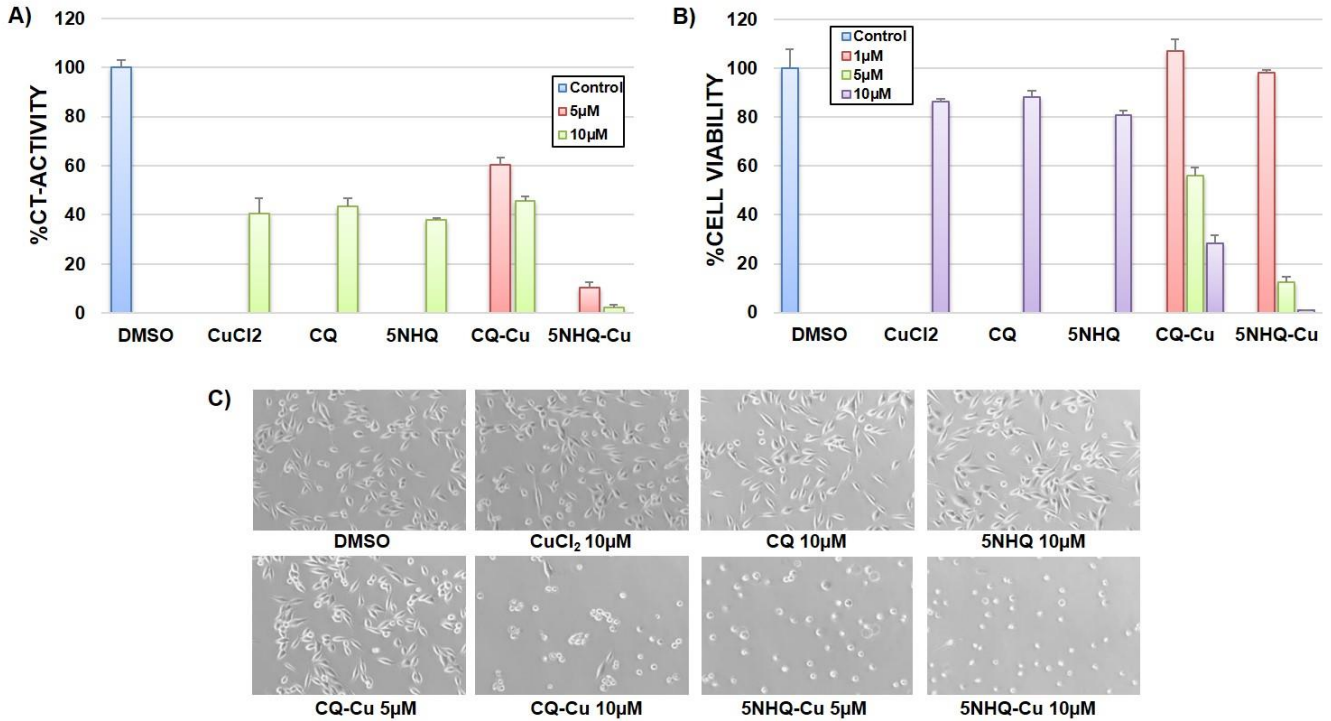 A)
%CT-ACTIVITY
120
100
80
60
40
20
0
Control
5µM
10µM
DMSO CuCl2 CQ 5NHQ CQ-Cu 5NHQ-Cu
B)
%CELL VIABILITY
120
100
80
60
40
20
0
Control
1µM
5µM
10µM
DMSO CuCl2 CQ 5NHQ CQ-Cu 5NHQ-Cu
C)
DMSO CuCl₂ 10µM CQ 10µM 5NHQ 10µM
CQ-Cu 5µM CQ-Cu 10µM 5NHQ-Cu 5µM 5NHQ-Cu 10µM